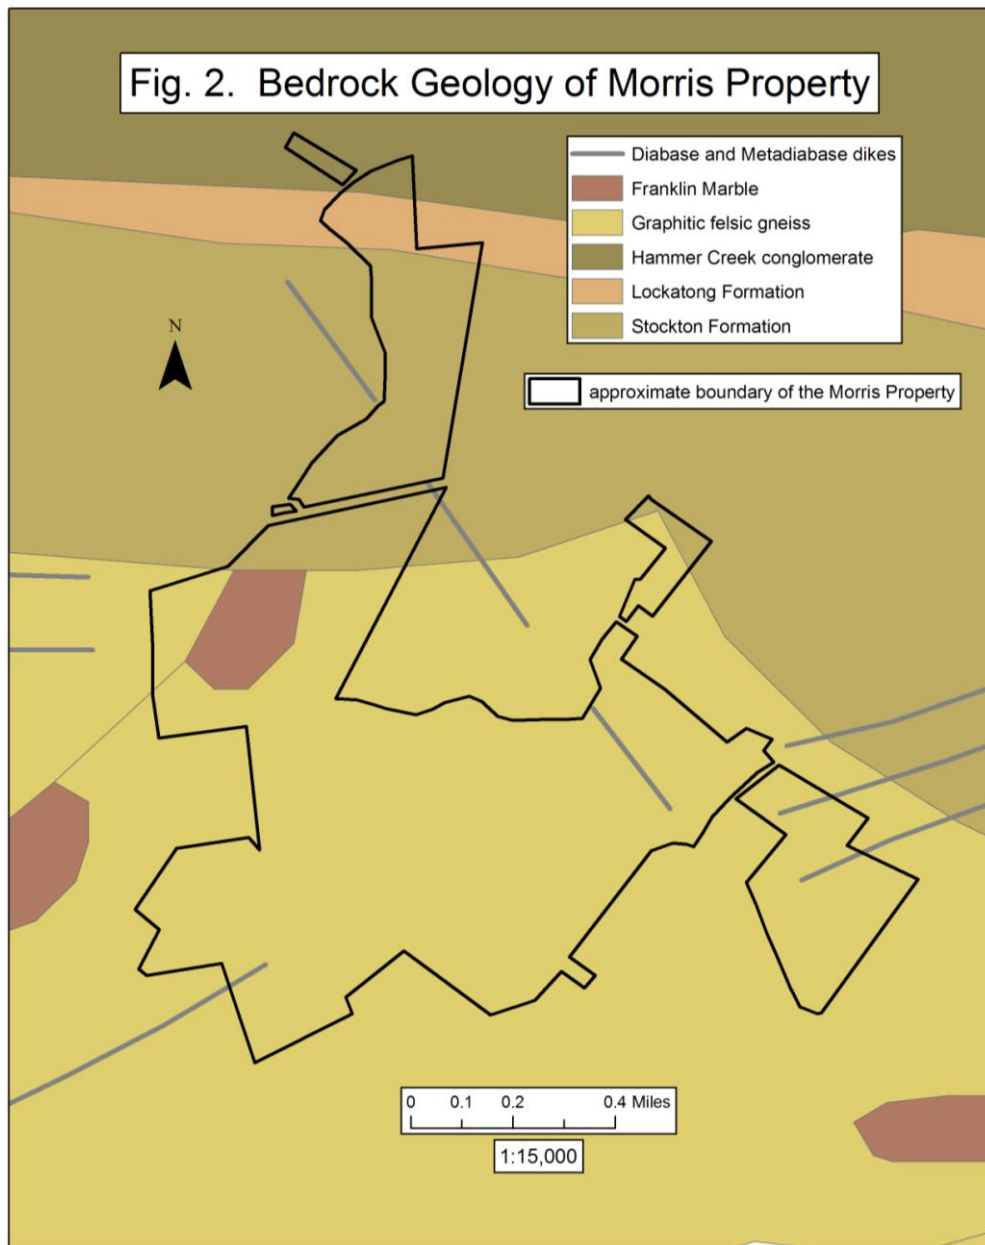 Fig. 2.  Bedrock Geology of Morris Property
Diabase and Metadiabase dikes
Franklin Marble
Graphitic felsic gneiss
Hammer Creek conglomerate
Lockatong Formation
Stockton Formation
N
approximate boundary of the Morris Property
0 0.1 0.2 0.4 Miles
1:15,000